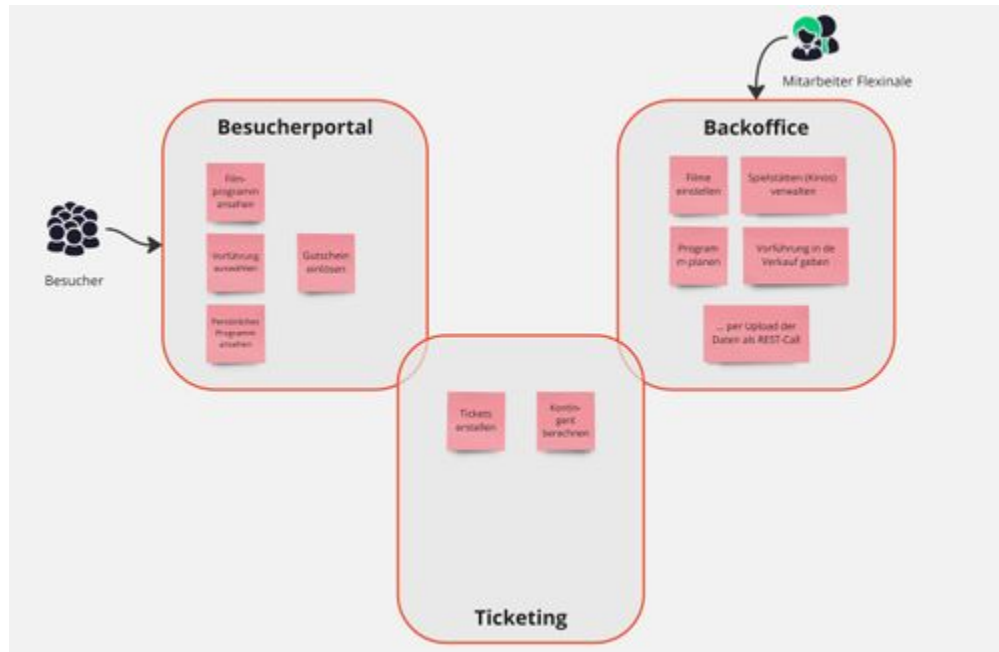 Mitarbeiter Flexinale
Besucherportal
Backoffice
Film-
programm
ansehen
Vorführung
auswählen
Gutschein
einlösen
Persönliches
Programm
ansehen
Besucher
Filme
einstellen
Spielstätten (Kinos)
verwalten
Program
m planen
Vorführung in de
Verkauf geben
... per Upload der
Daten als REST-Call
Tickets
erstellen
Kontin-
gent
berechnen
Ticketing